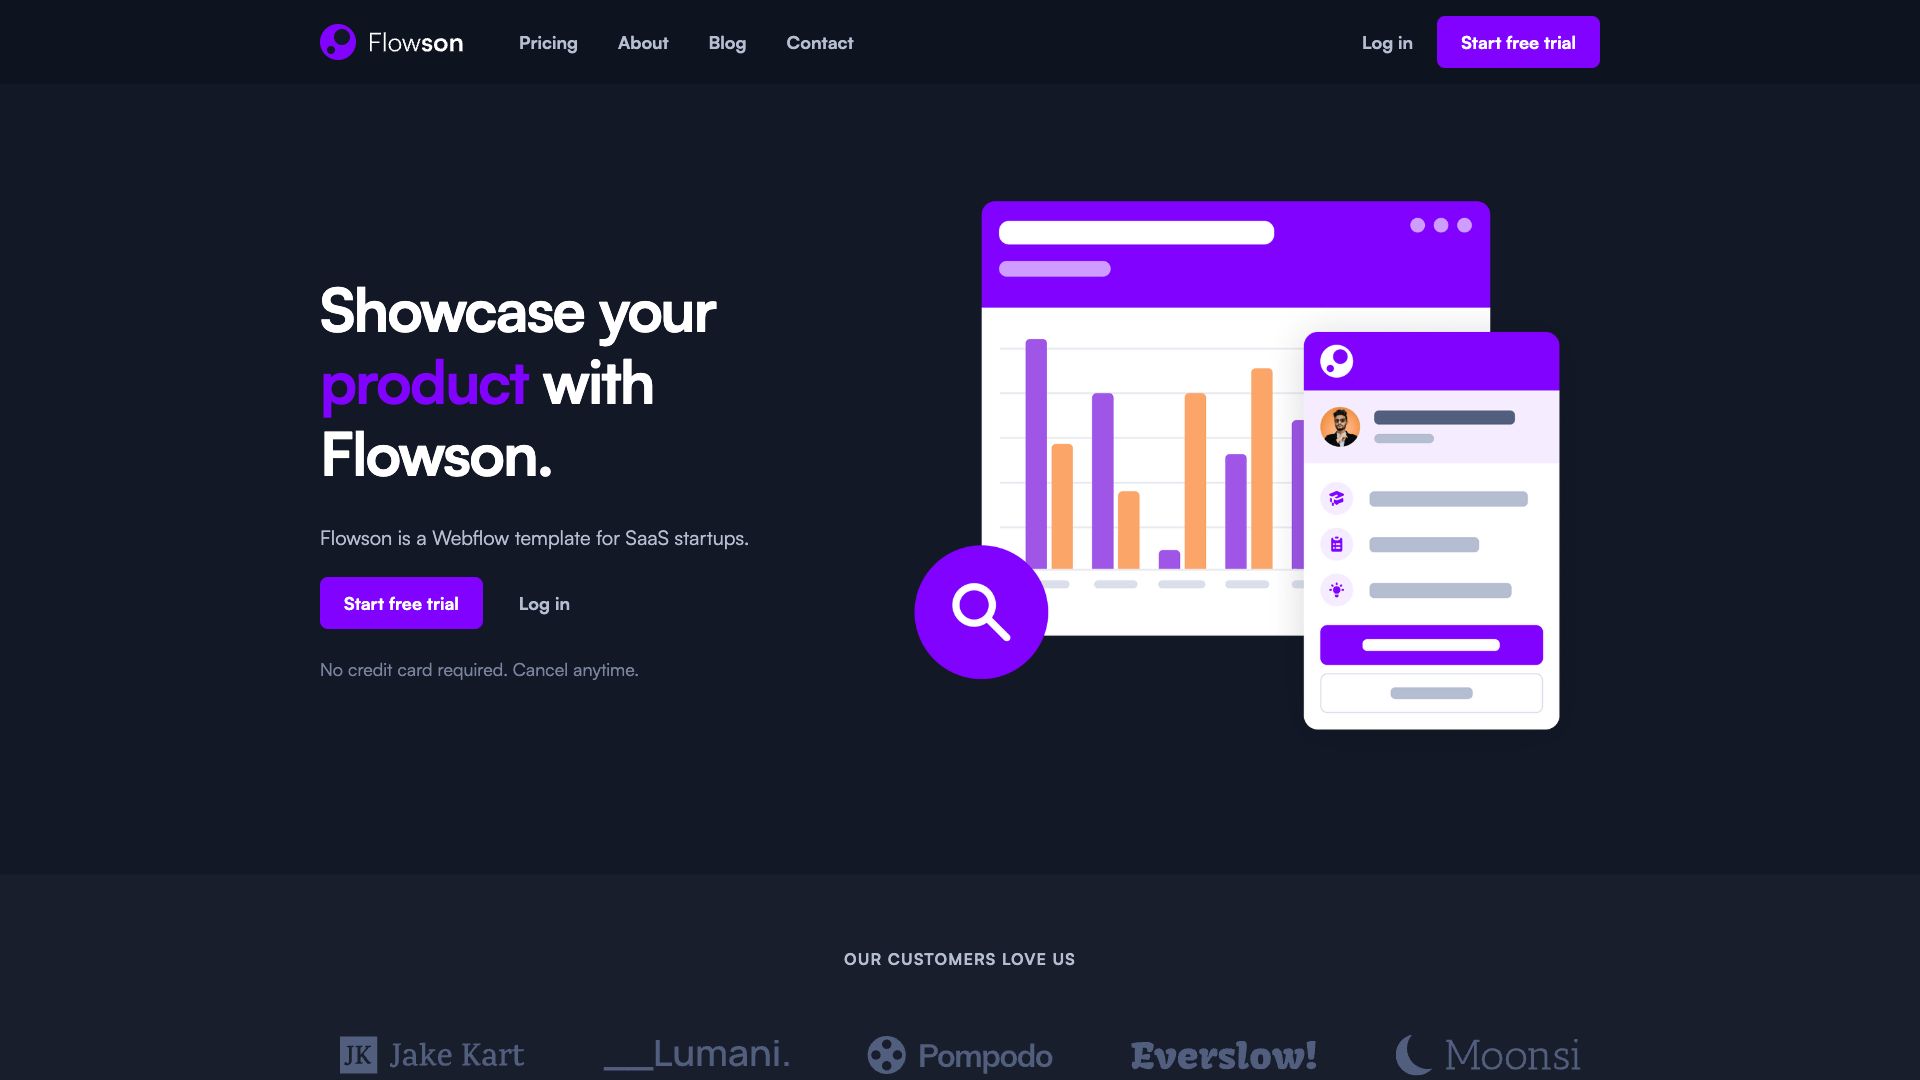 Flowson
Pricing
About
Blog
Contact
Log in
Start free trial
Showcase your
product with
Flowson.
Flowson is a Webflow template for SaaS startups.
Start free trial
Log in
No credit card required. Cancel anytime.
OUR CUSTOMERS LOVE US
JK Jake Kart
__Lumani.
Pompodo
Everslow!
Moonsi